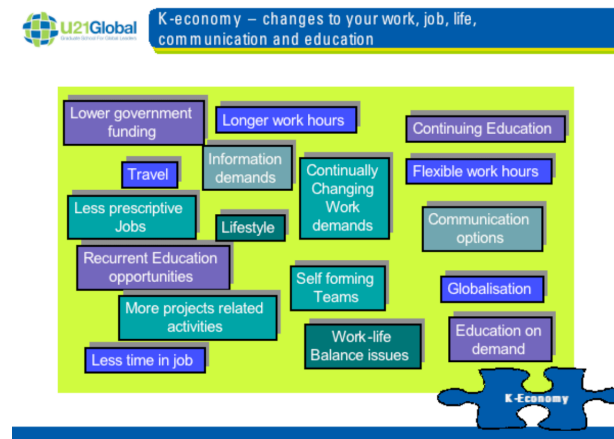 U21Global
Graduate School For Global Leaders
K-economy – changes to your work, job, life,
communication and education
Lower government
funding
Longer work hours
Continuing Education
Information
demands
Travel
Continually
Changing
Work
demands
Flexible work hours
Less prescriptive
Jobs
Lifestyle
Communication
options
Recurrent Education
opportunities
Self forming
Teams
Globalisation
More projects related
activities
Work-life
Balance issues
Education on
demand
Less time in job
K-Economy